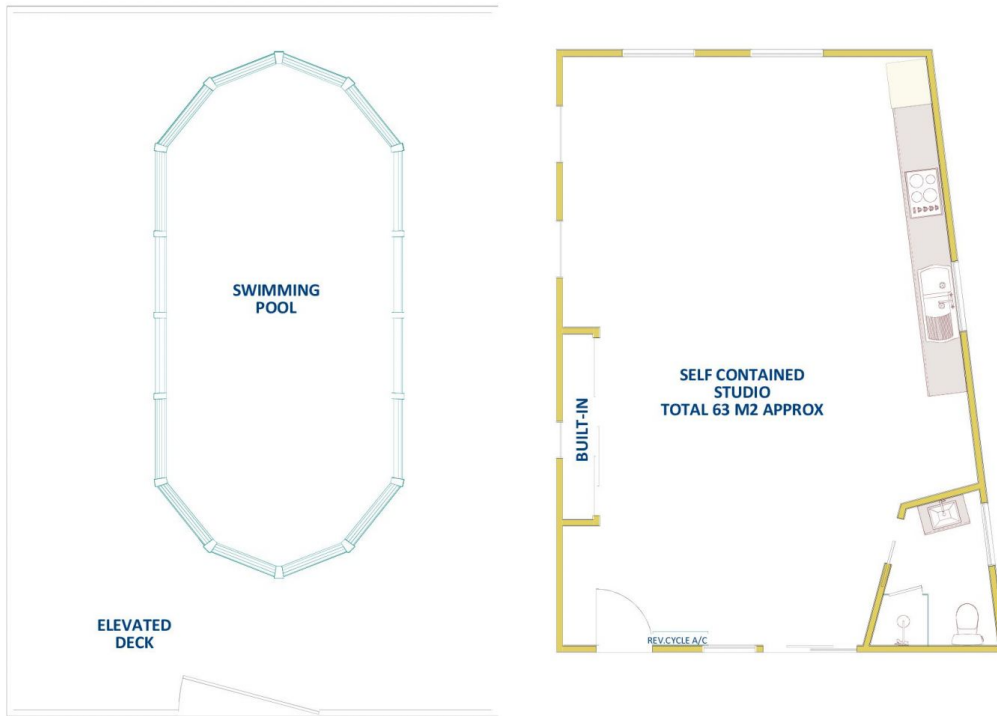 SWIMMING
POOL
ELEVATED
DECK
BUILT-IN
SELF CONTAINED
STUDIO
TOTAL 63 M2 APPROX
REV.CYCLE A/C